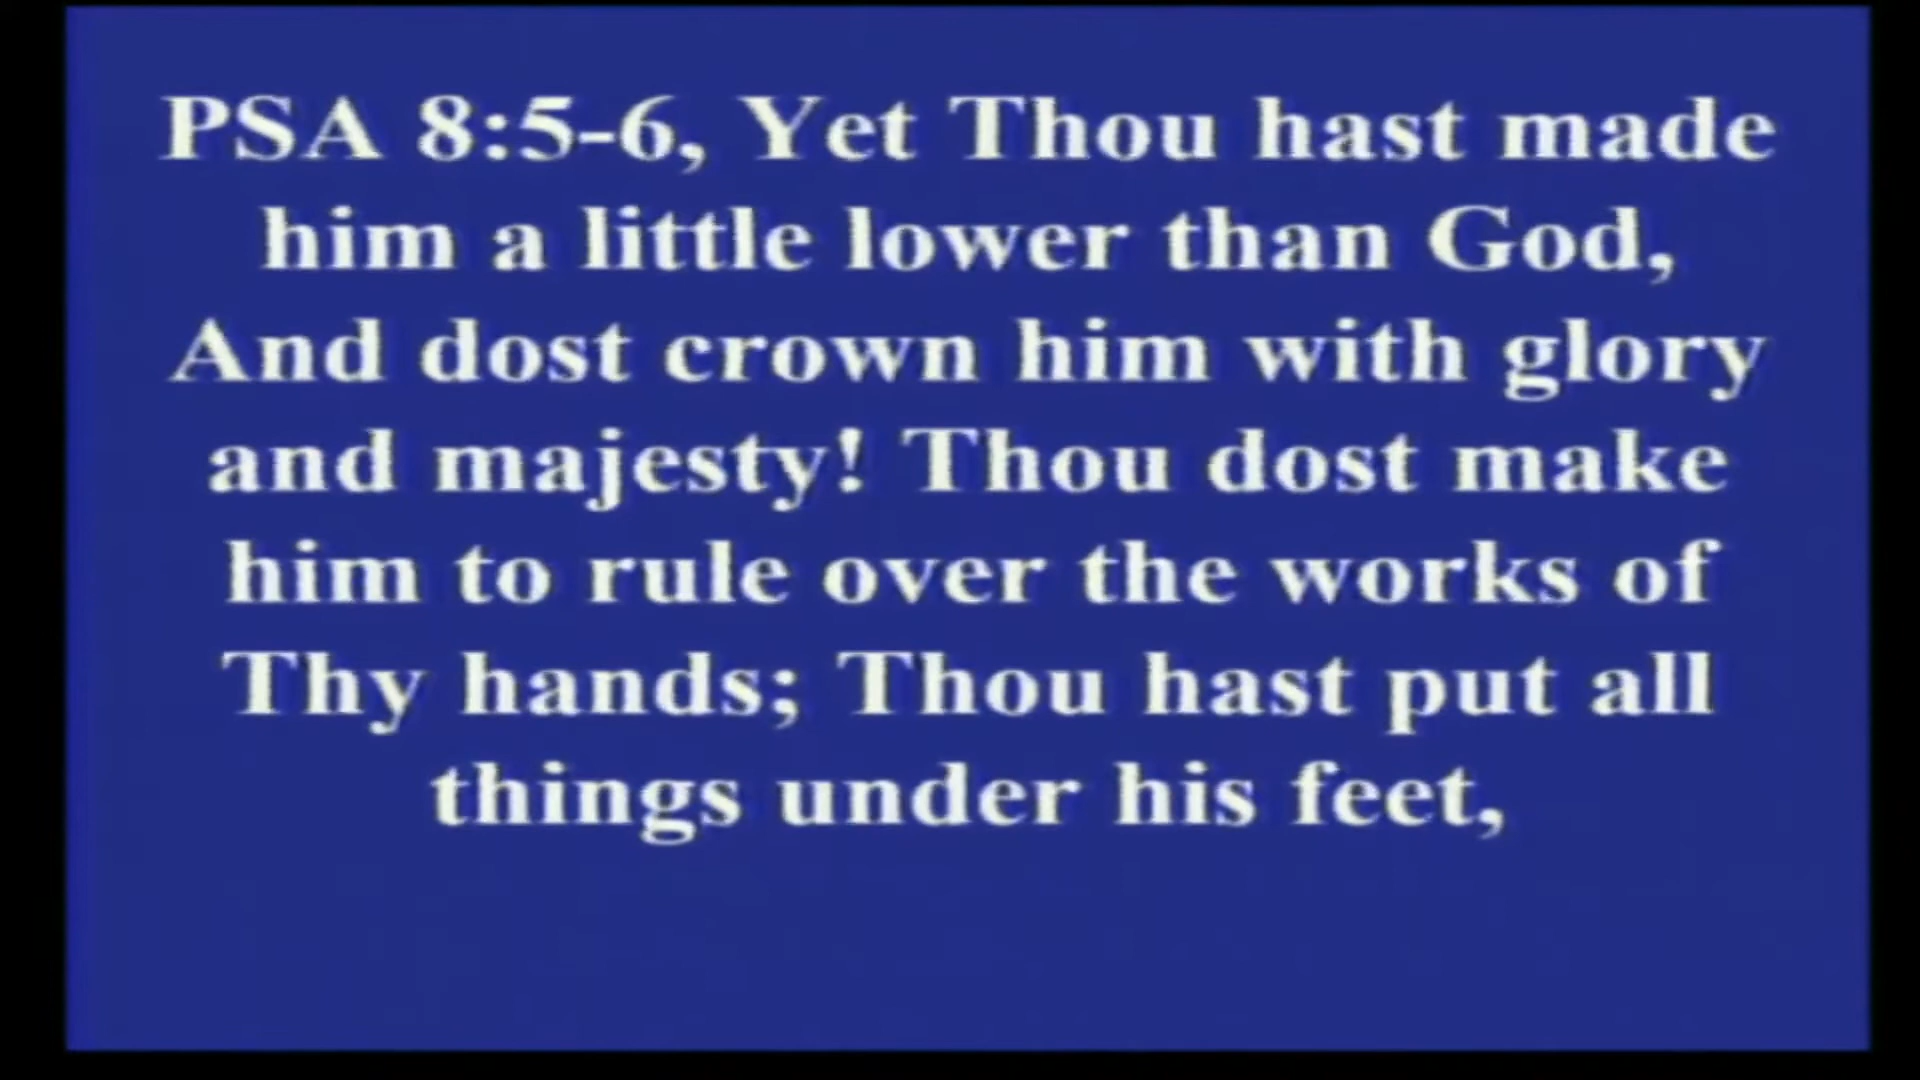 PSA 8:5-6, Yet Thou hast made
him a little lower than God,
And dost crown him with glory
and majesty! Thou dost make
him to rule over the works of
Thy hands; Thou hast put all
things under his feet,